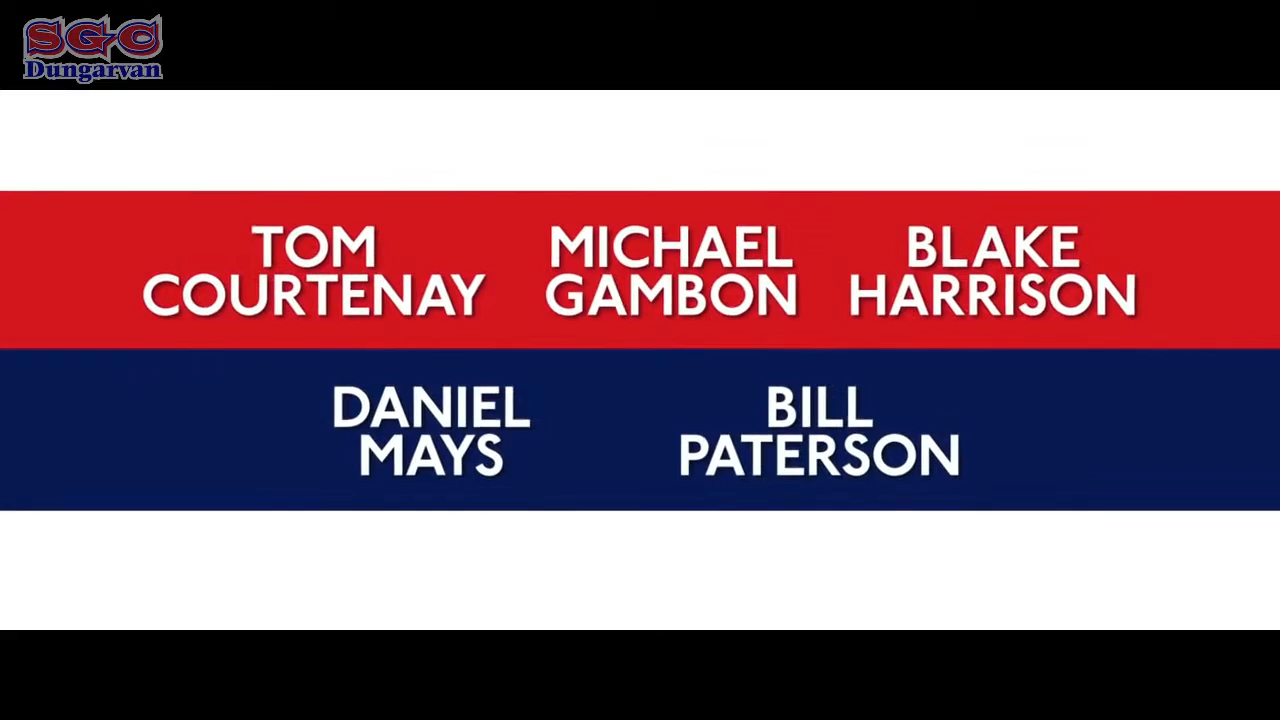 SGC
Dungarvan
TOM
COURTENAY
MICHAEL
GAMBON
BLAKE
HARRISON
DANIEL
MAYS
BILL
PATERSON